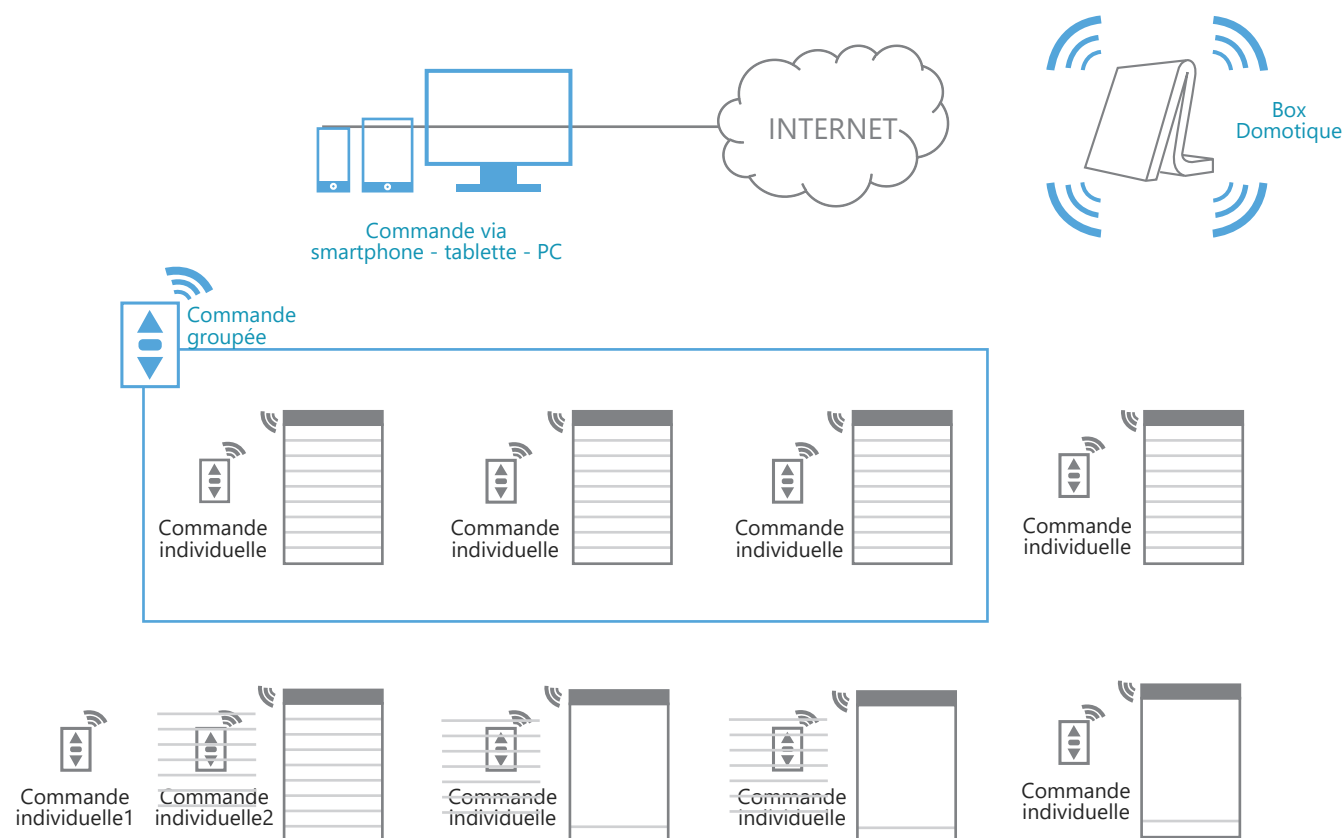 INTERNET
Box
Domotique
Commande via
smartphone - tablette - PC
Commande
groupée
Commande
individuelle
Commande
individuelle
Commande
individuelle
Commande
individuelle
Commande
individuelle1
Commande
individuelle2
Commande
individuelle
Commande
individuelle
Commande
individuelle